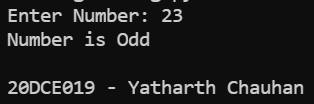 Enter Number: 23
Number is Odd
20DCE019 - Yatharth Chauhan